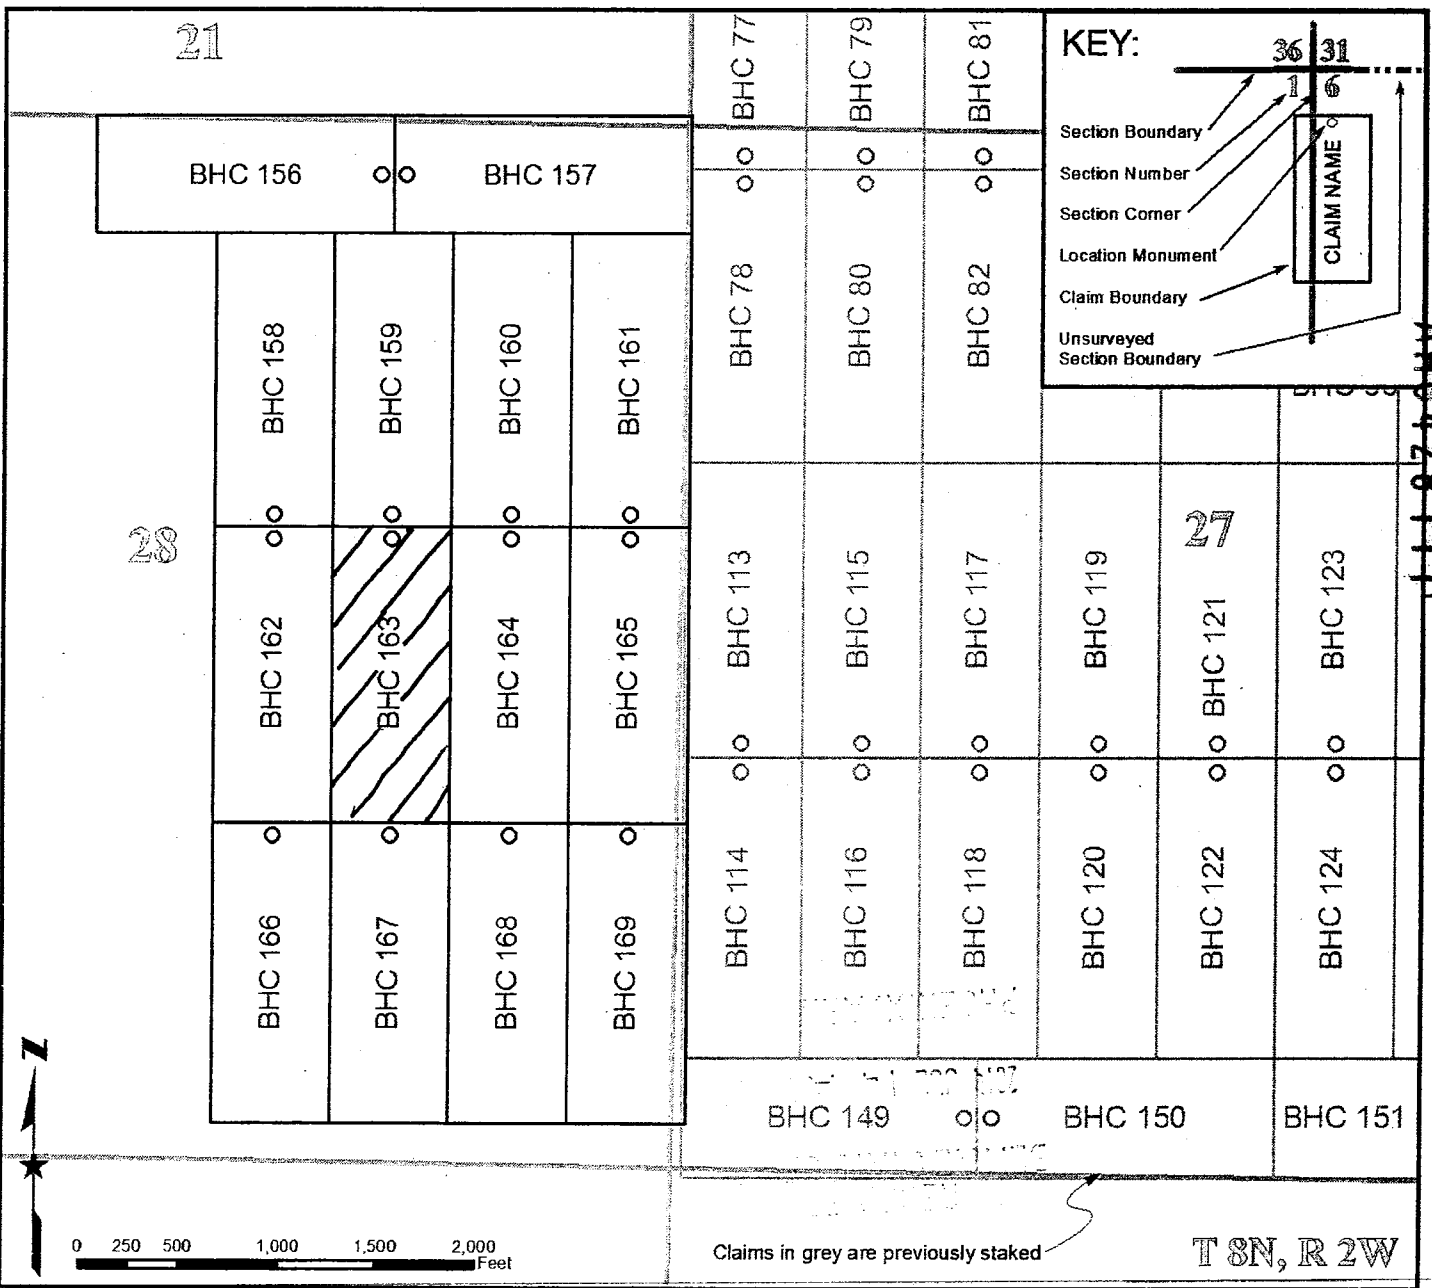 21
BHC 77
BHC 79
BHC 81
KEY:
36 31
1 6
Section Boundary
Section Number
Section Corner
Location Monument
Claim Boundary
Unsurveyed
Section Boundary
CLAIM NAME
BHC 156
BHC 157
BHC 158
BHC 159
BHC 160
BHC 161
BHC 78
BHC 80
BHC 82
28
27
BHC 162
BHC 163
BHC 164
BHC 165
BHC 113
BHC 115
BHC 117
BHC 119
BHC 121
BHC 123
BHC 166
BHC 167
BHC 168
BHC 169
BHC 114
BHC 116
BHC 118
BHC 120
BHC 122
BHC 124
BHC 149
BHC 150
BHC 151
N
0 250 500 1,000 1,500 2,000
Feet
Claims in grey are previously staked
T 8N, R 2W